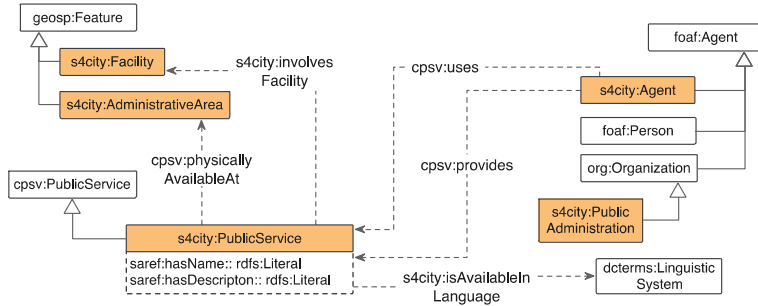 geosp:Feature
s4city:Facility
s4city:AdministrativeArea
s4city:involves
Facility
cpsv:physically
AvailableAt
cpsv:PublicService
s4city:PublicService
saref:hasName:: rdfs:Literal
saref:hasDescripton:: rdfs:Literal
cpsv:uses
cpsv:provides
s4city:isAvailableIn
Language
foaf:Agent
s4city:Agent
foaf:Person
org:Organization
s4city:Public
Administration
dcterms:Linguistic
System